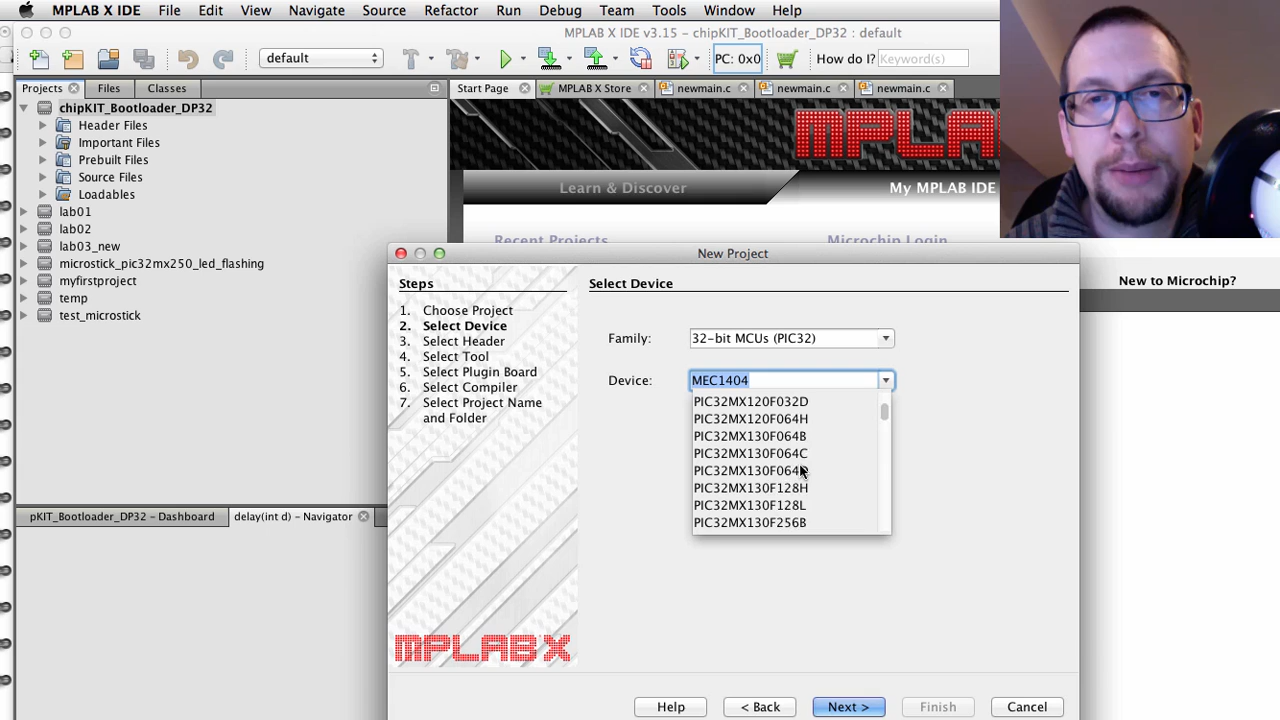 MPLAB X IDE File Edit View Navigate Source Refactor Run Debug Team Tools Window Help
MPLAB X IDE v3.15 - chipKIT_Bootloader_DP32 : default
default
PC: 0x0
How do I?
Keyword(s)
Projects Files Classes
Start Page MPLAB X Store newmain.c newmain.c newmain.c
chipKIT_Bootloader_DP32
Header Files
Important Files
Prebuilt Files
Source Files
Loadables
lab01
lab02
lab03_new
microstick_pic32mx250_led_flashing
myfirstproject
temp
test_microstick
Learn & Discover
My MPLAB IDE
Recent Projects
Microchip Login
New to Microchip?
pKIT_Bootloader_DP32 - Dashboard
delay(int d) - Navigator
New Project
Steps
1. Choose Project
2. Select Device
3. Select Header
4. Select Tool
5. Select Plugin Board
6. Select Compiler
7. Select Project Name
and Folder
MPLAB X
Select Device
Family: 32-bit MCUs (PIC32)
Device: MEC1404
PIC32MX120F032D
PIC32MX120F064H
PIC32MX130F064B
PIC32MX130F064C
PIC32MX130F064D
PIC32MX130F128H
PIC32MX130F128L
PIC32MX130F256B
Help
< Back
Next >
Finish
Cancel